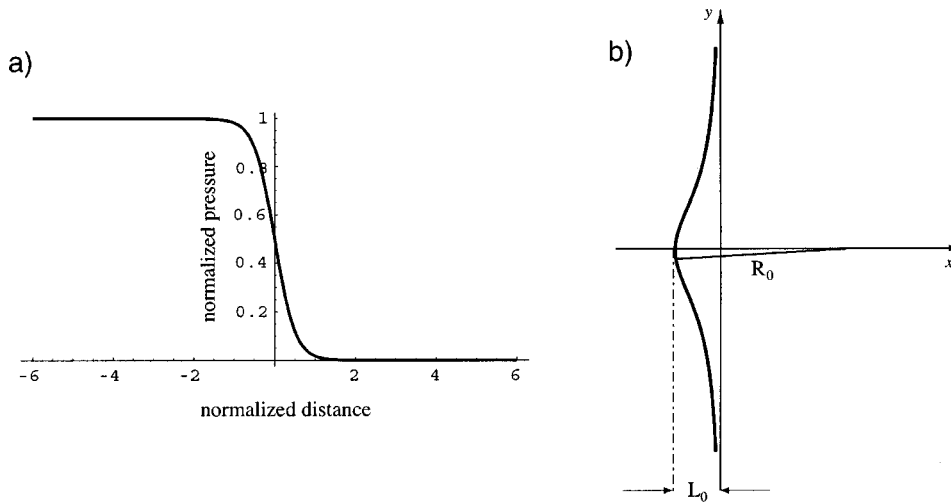 a)
normalized pressure
1
0.8
0.6
0.4
0.2
-6
-4
-2
2
4
6
normalized distance
b)
y
x
R0
L0